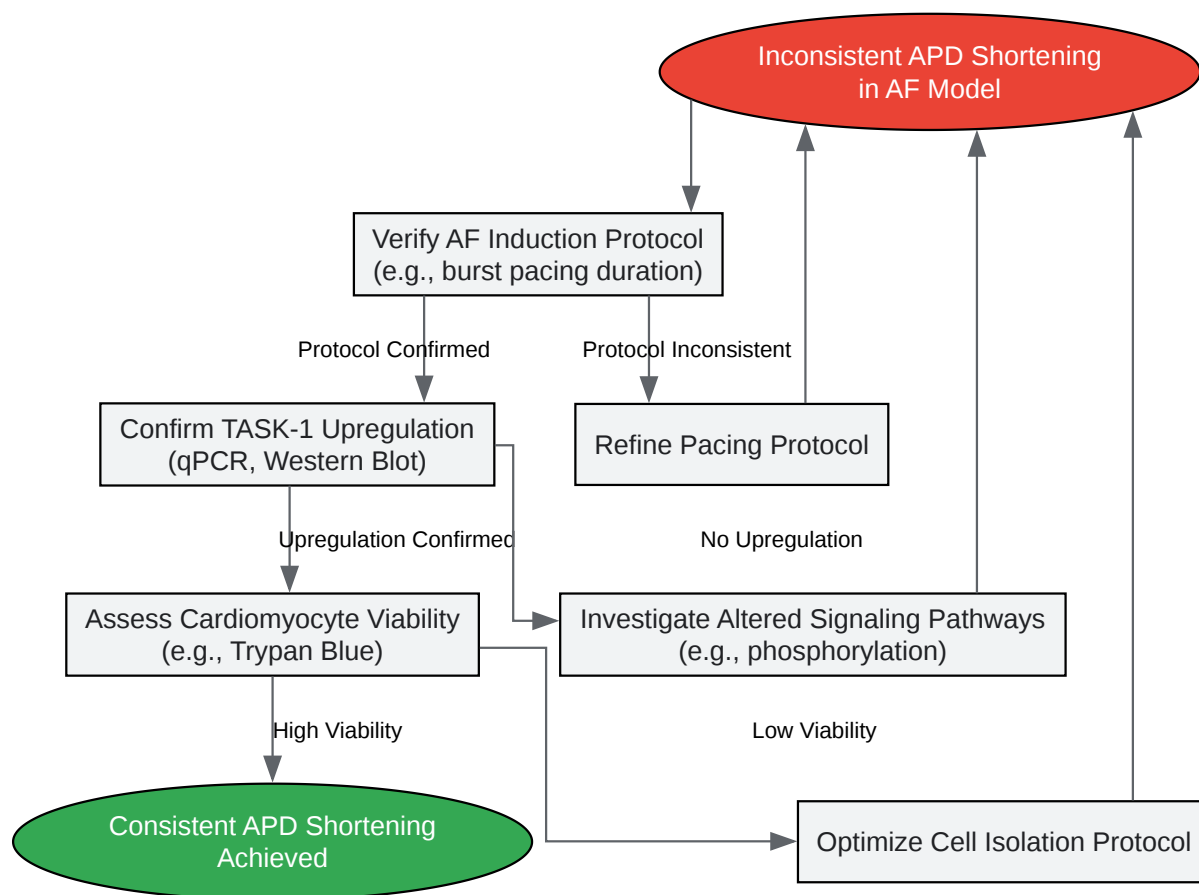 Inconsistent APD Shortening
in AF Model
Verify AF Induction Protocol
(e.g., burst pacing duration)
Protocol Confirmed
Protocol Inconsistent
Confirm TASK-1 Upregulation
(qPCR, Western Blot)
Refine Pacing Protocol
Upregulation Confirmed
No Upregulation
Assess Cardiomyocyte Viability
(e.g., Trypan Blue)
Investigate Altered Signaling Pathways
(e.g., phosphorylation)
High Viability
Low Viability
Consistent APD Shortening
Achieved
Optimize Cell Isolation Protocol